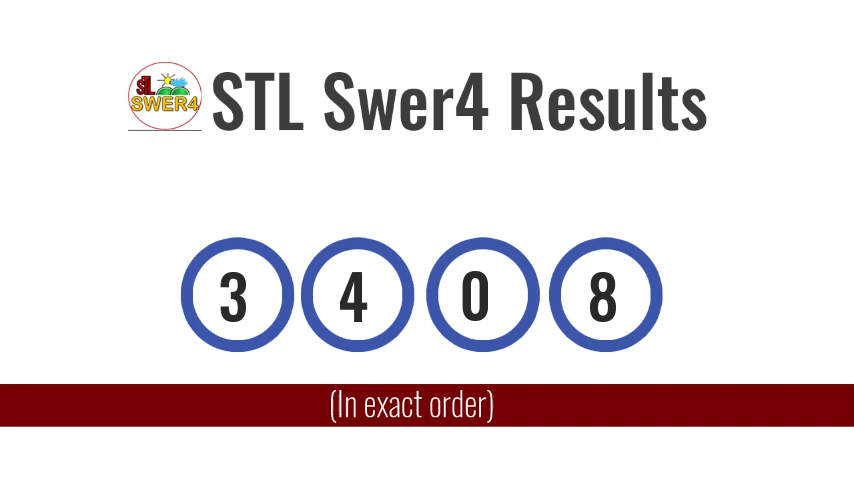 STL
SWER4
STL Swer4 Results
3 4 0 8
(In exact order)